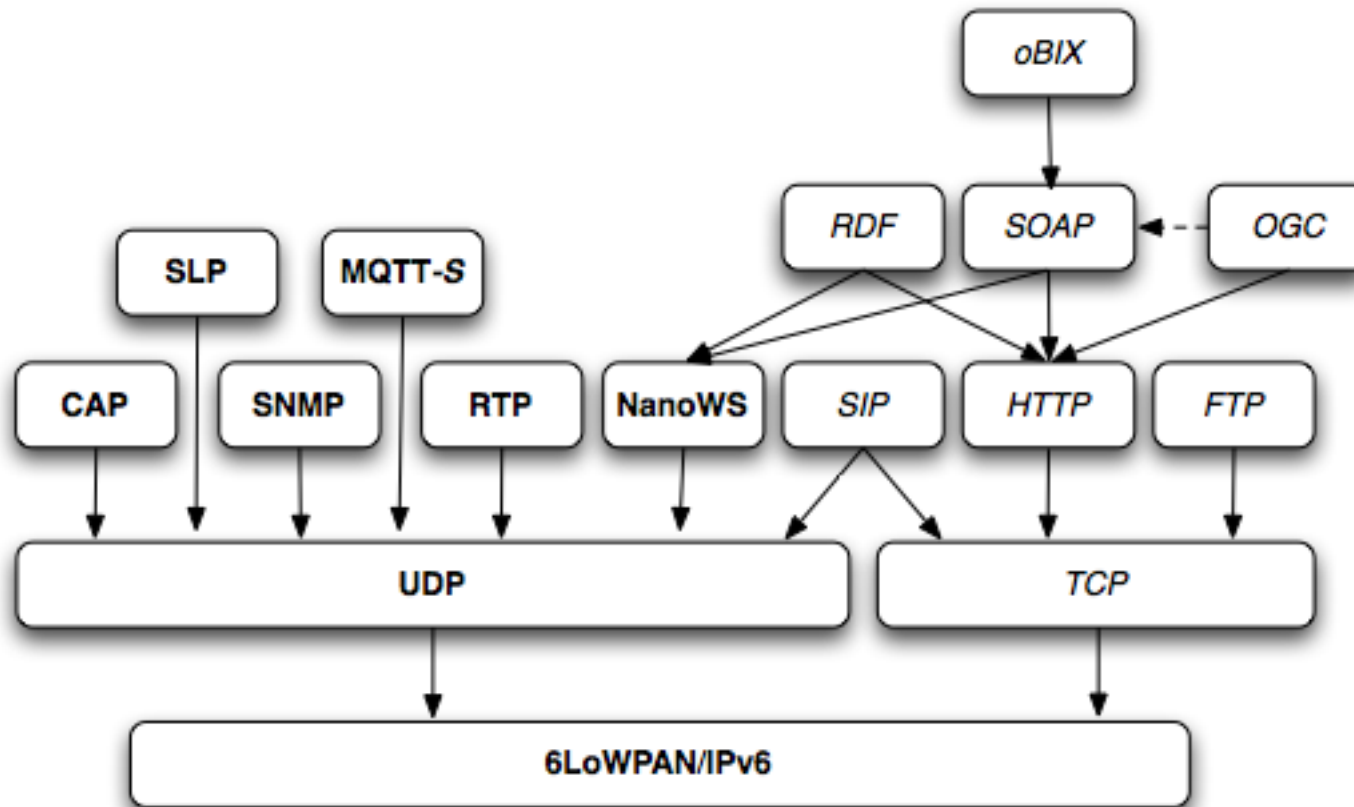 oBIX
RDF
SOAP
OGC
SLP
MQTT-S
CAP
SNMP
RTP
NanoWS
SIP
HTTP
FTP
UDP
TCP
6LoWPAN/IPv6